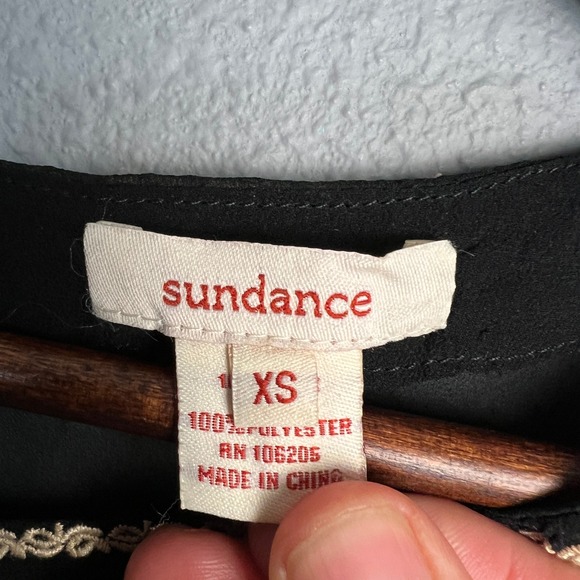 sundance
XS
100% POLYESTER
RN 106205
MADE IN CHINA